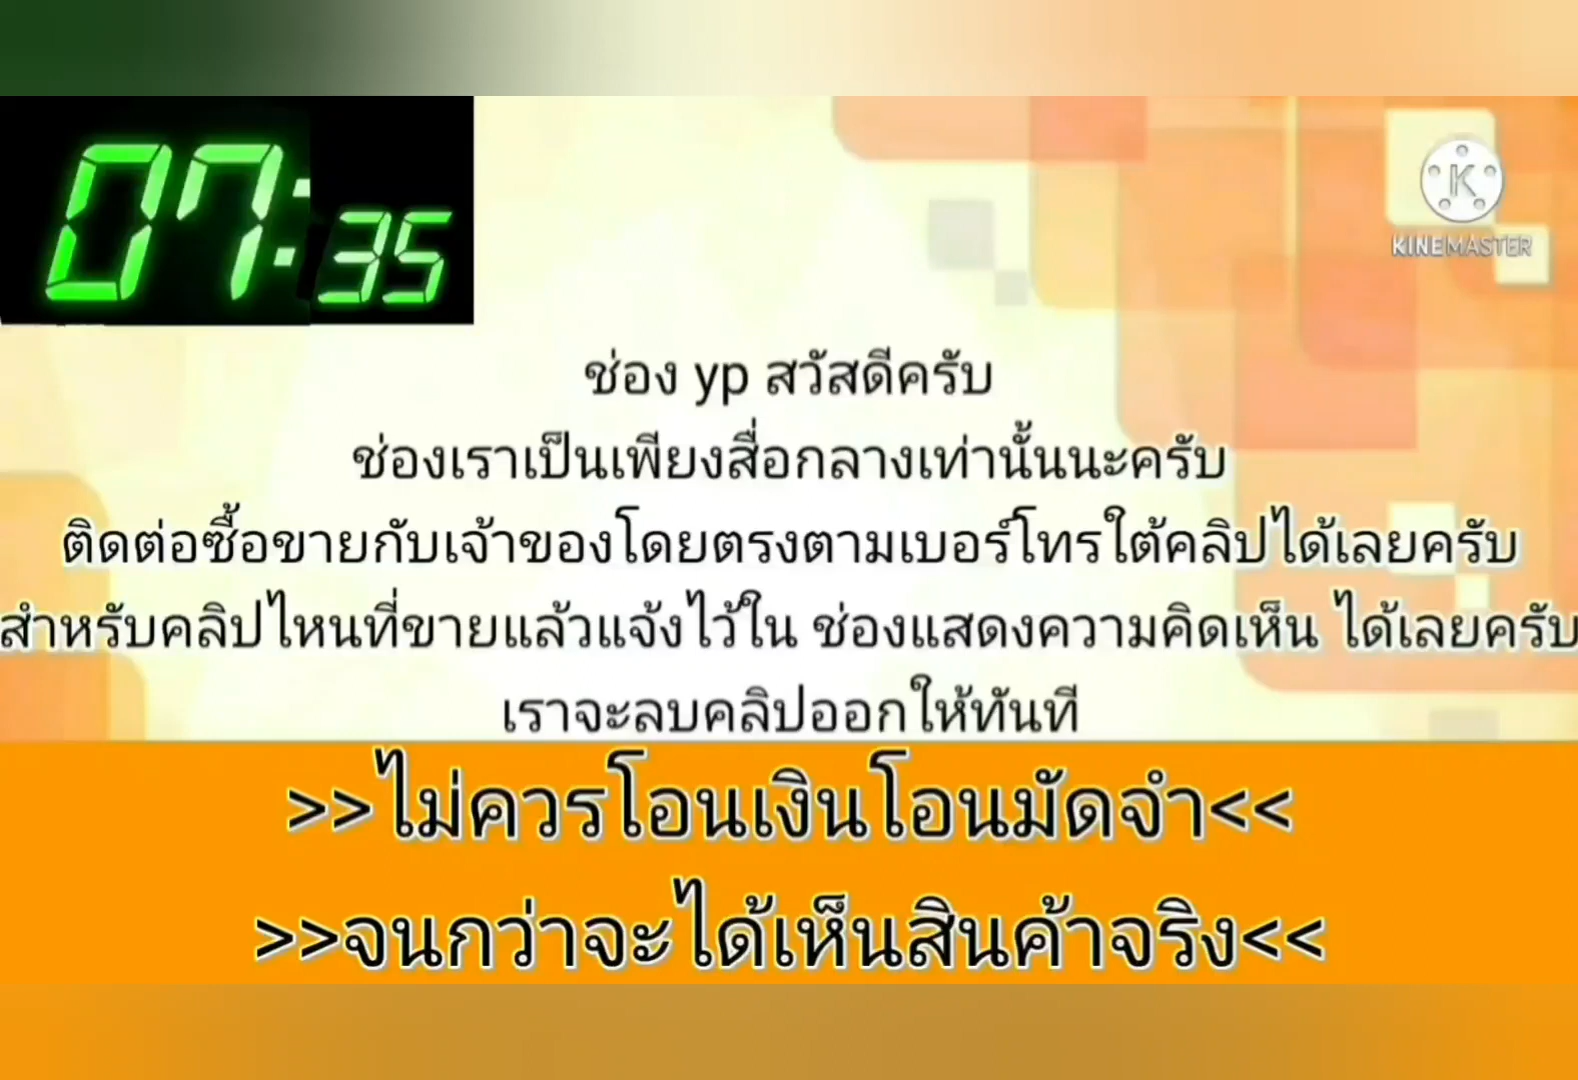 07:35
KINEMASTER
ช่อง yp สวัสดีครับ
ช่องเราเป็นเพียงสื่อกลางเท่านั้นนะครับ
ติดต่อซื้อขายกับเจ้าของโดยตรงตามเบอร์โทรใต้คลิปได้เลยครับ
สำหรับคลิปไหนที่ขายแล้วแจ้งไว้ใน ช่องแสดงความคิดเห็น ได้เลยครับ
เราจะลบคลิปออกให้ทันที
>>ไม่ควรโอนเงินโอนมัดจำ<<
>>จนกว่าจะได้เห็นสินค้าจริง<<